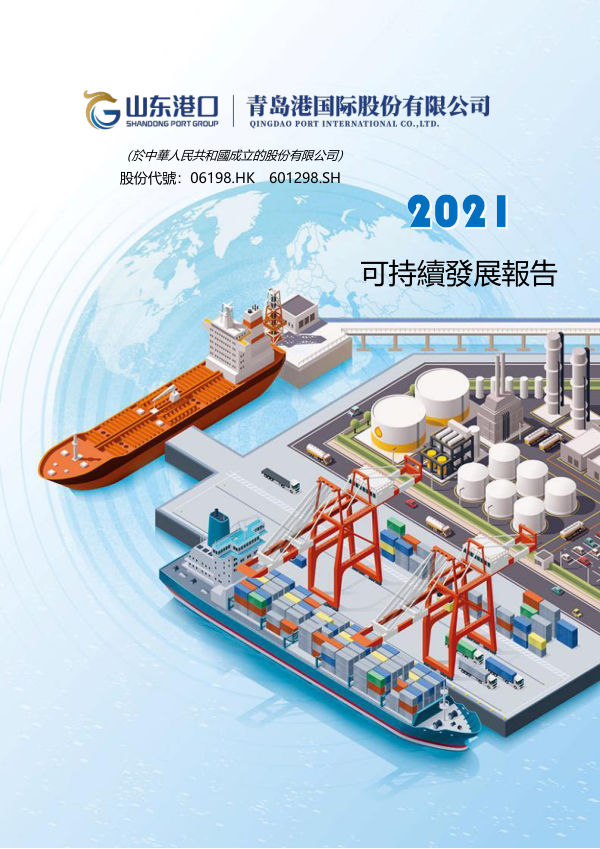 山东港口
SHANDONG PORT GROUP
青岛港国际股份有限公司
QINGDAO PORT INTERNATIONAL CO.,LTD.
（於中華人民共和國成立的股份有限公司）
股份代號：06198.HK 601298.SH
2021
可持續發展報告